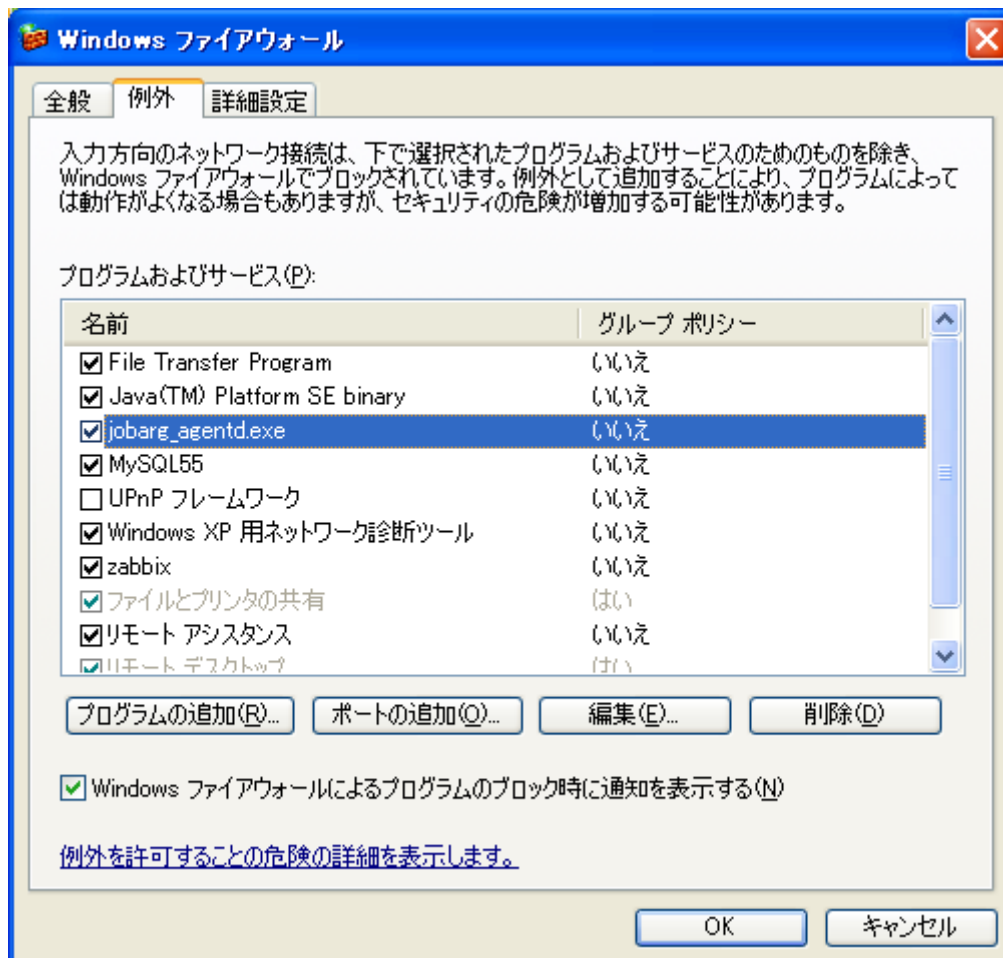 Windows ファイアウォール
全般 例外 詳細設定
入力方向のネットワーク接続は、下で選択されたプログラムおよびサービスのためのものを除き、
Windows ファイアウォールでブロックされています。例外として追加することにより、プログラムによって
は動作がよくなる場合もありますが、セキュリティの危険が増加する可能性があります。
プログラムおよびサービス(P):
名前 グループ ポリシー
File Transfer Program いいえ
Java(TM) Platform SE binary いいえ
jobarg_agentd.exe いいえ
MySQL55 いいえ
UPnP フレームワーク いいえ
Windows XP 用ネットワーク診断ツール いいえ
zabbix いいえ
ファイルとプリンタの共有 はい
リモート アシスタンス いいえ
リモート デスクトップ はい
プログラムの追加(R)... ポートの追加(O)... 編集(E)... 削除(D)
Windows ファイアウォールによるプログラムのブロック時に通知を表示する(N)
例外を許可することの危険の詳細を表示します。
OK キャンセル